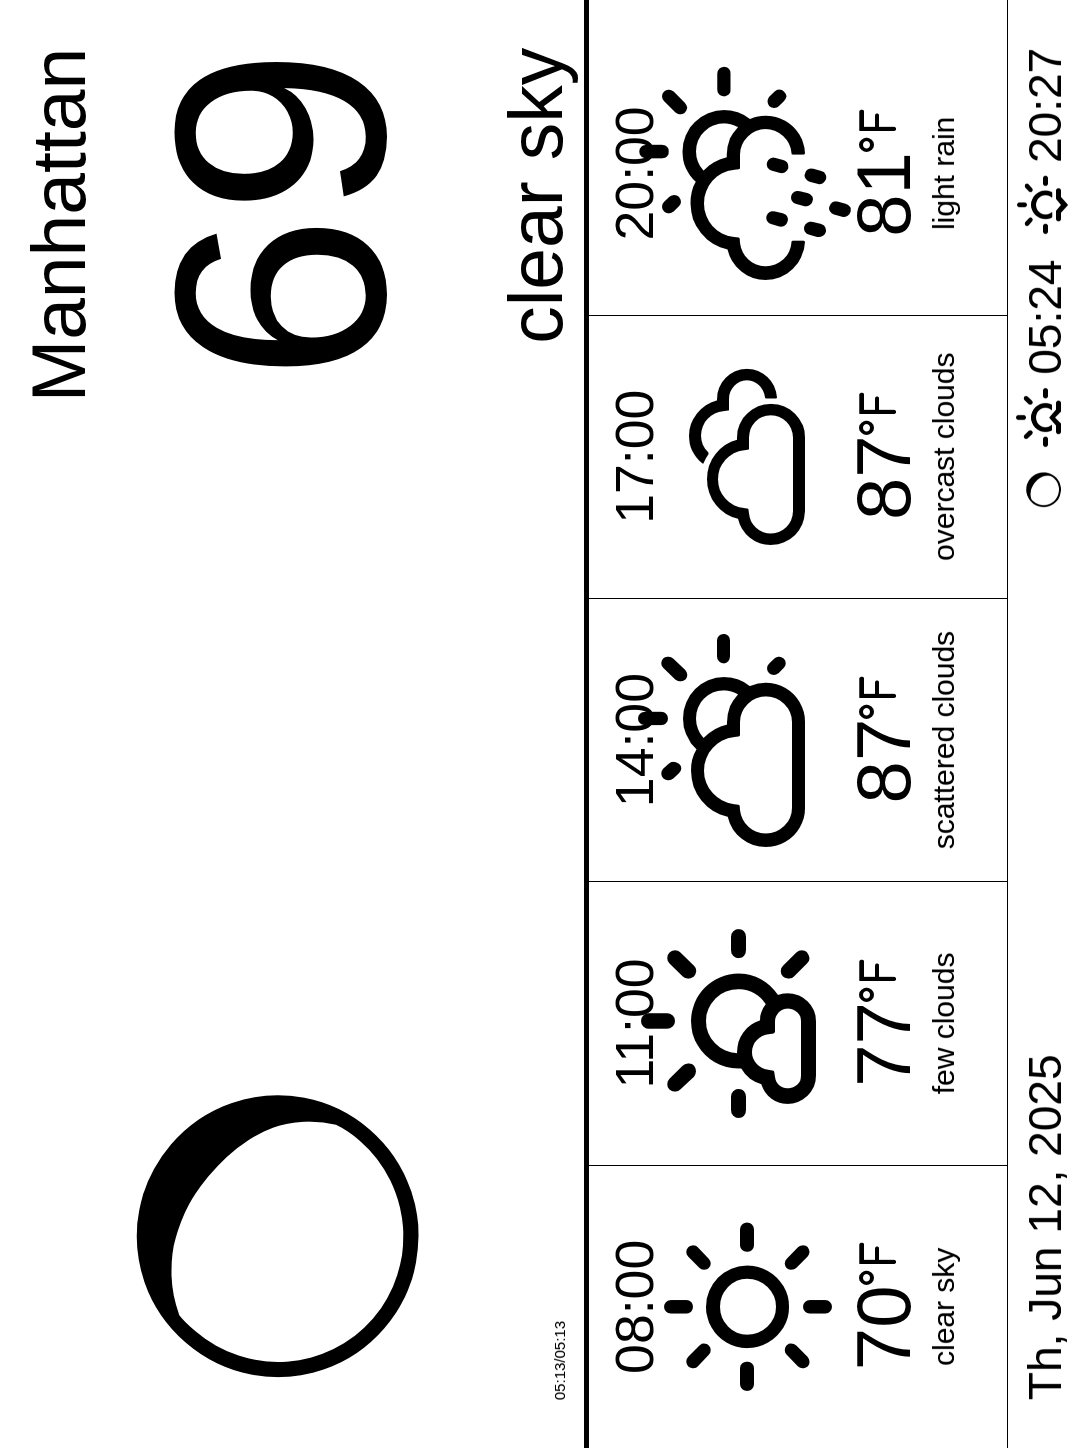 Manhattan
69
05:13/05:13 clear sky
08:00 11:00 14:00 17:00 20:00
70°F 77°F 87°F 87°F 81°F
clear sky few clouds scattered clouds overcast clouds light rain
Th, Jun 12, 2025 05:24 20:27